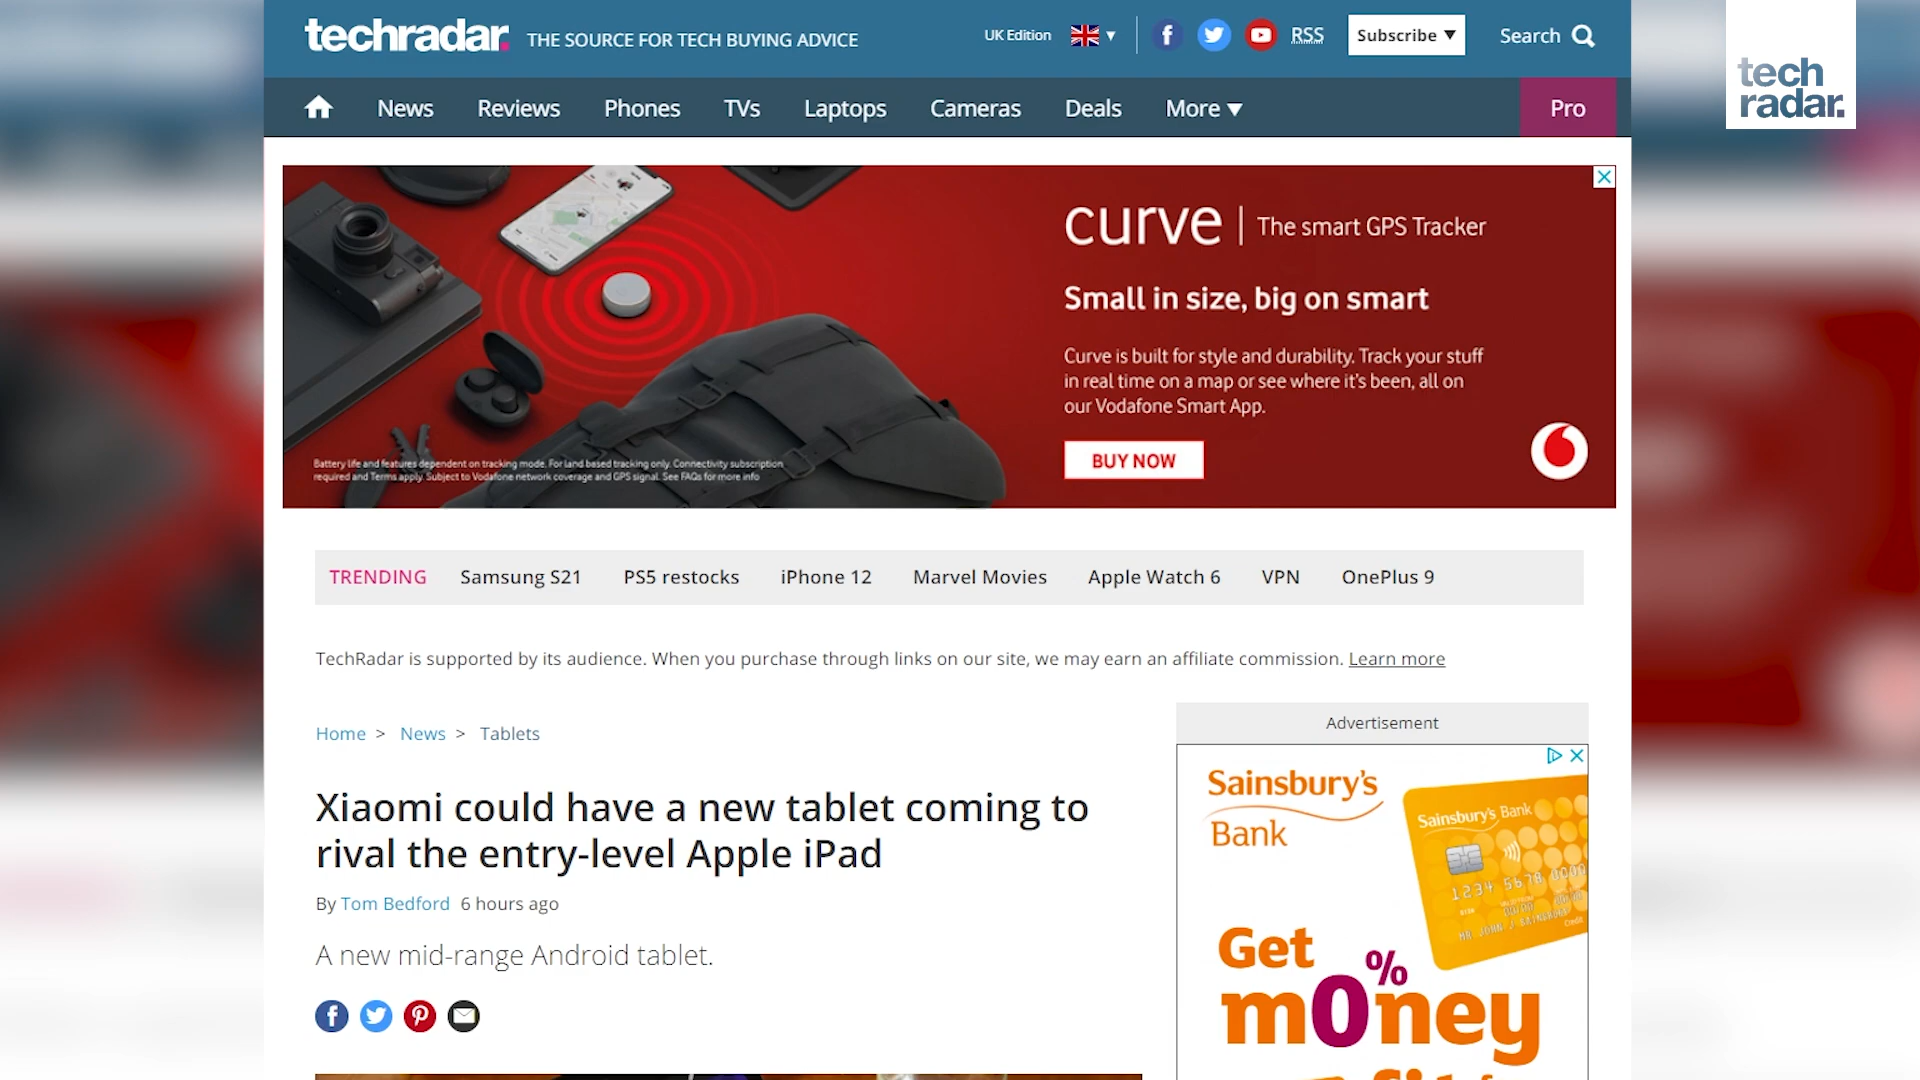 techradar. THE SOURCE FOR TECH BUYING ADVICE
UK Edition
RSS
Subscribe ▼
Search
tech
radar.
News Reviews Phones TVs Laptops Cameras Deals More ▼ Pro
curve | The smart GPS Tracker
Small in size, big on smart
Curve is built for style and durability. Track your stuff
in real time on a map or see where it's been, all on
our Vodafone Smart App.
BUY NOW
Battery life and features dependent on tracking mode. For land based tracking only. Connectivity subscription
required and Terms apply. Subject to Vodafone network coverage and GPS signal. See FAQs for more info
TRENDING Samsung S21 PS5 restocks iPhone 12 Marvel Movies Apple Watch 6 VPN OnePlus 9
TechRadar is supported by its audience. When you purchase through links on our site, we may earn an affiliate commission. Learn more
Home > News > Tablets
Xiaomi could have a new tablet coming to
rival the entry-level Apple iPad
By Tom Bedford 6 hours ago
A new mid-range Android tablet.
Advertisement
Sainsbury's
Bank
Sainsbury's Bank
1234 5678 0000
Credit
Get
m0%ney